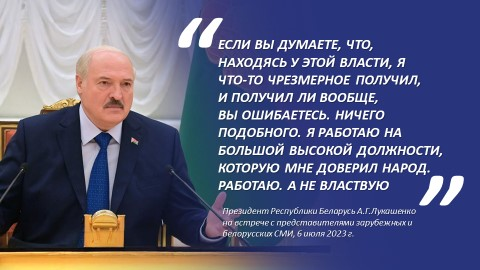 “
ЕСЛИ ВЫ ДУМАЕТЕ, ЧТО,
НАХОДЯСЬ У ЭТОЙ ВЛАСТИ, Я
ЧТО-ТО ЧРЕЗМЕРНОЕ ПОЛУЧИЛ,
И ПОЛУЧИЛ ЛИ ВООБЩЕ,
ВЫ ОШИБАЕТЕСЬ. НИЧЕГО
ПОДОБНОГО. Я РАБОТАЮ НА
БОЛЬШОЙ ВЫСОКОЙ ДОЛЖНОСТИ,
КОТОРУЮ МНЕ ДОВЕРИЛ НАРОД.
РАБОТАЮ. А НЕ ВЛАСТВУЮ
”
Президент Республики Беларусь А.Г.Лукашенко
на встрече с представителями зарубежных и
белорусских СМИ, 6 июля 2023 г.